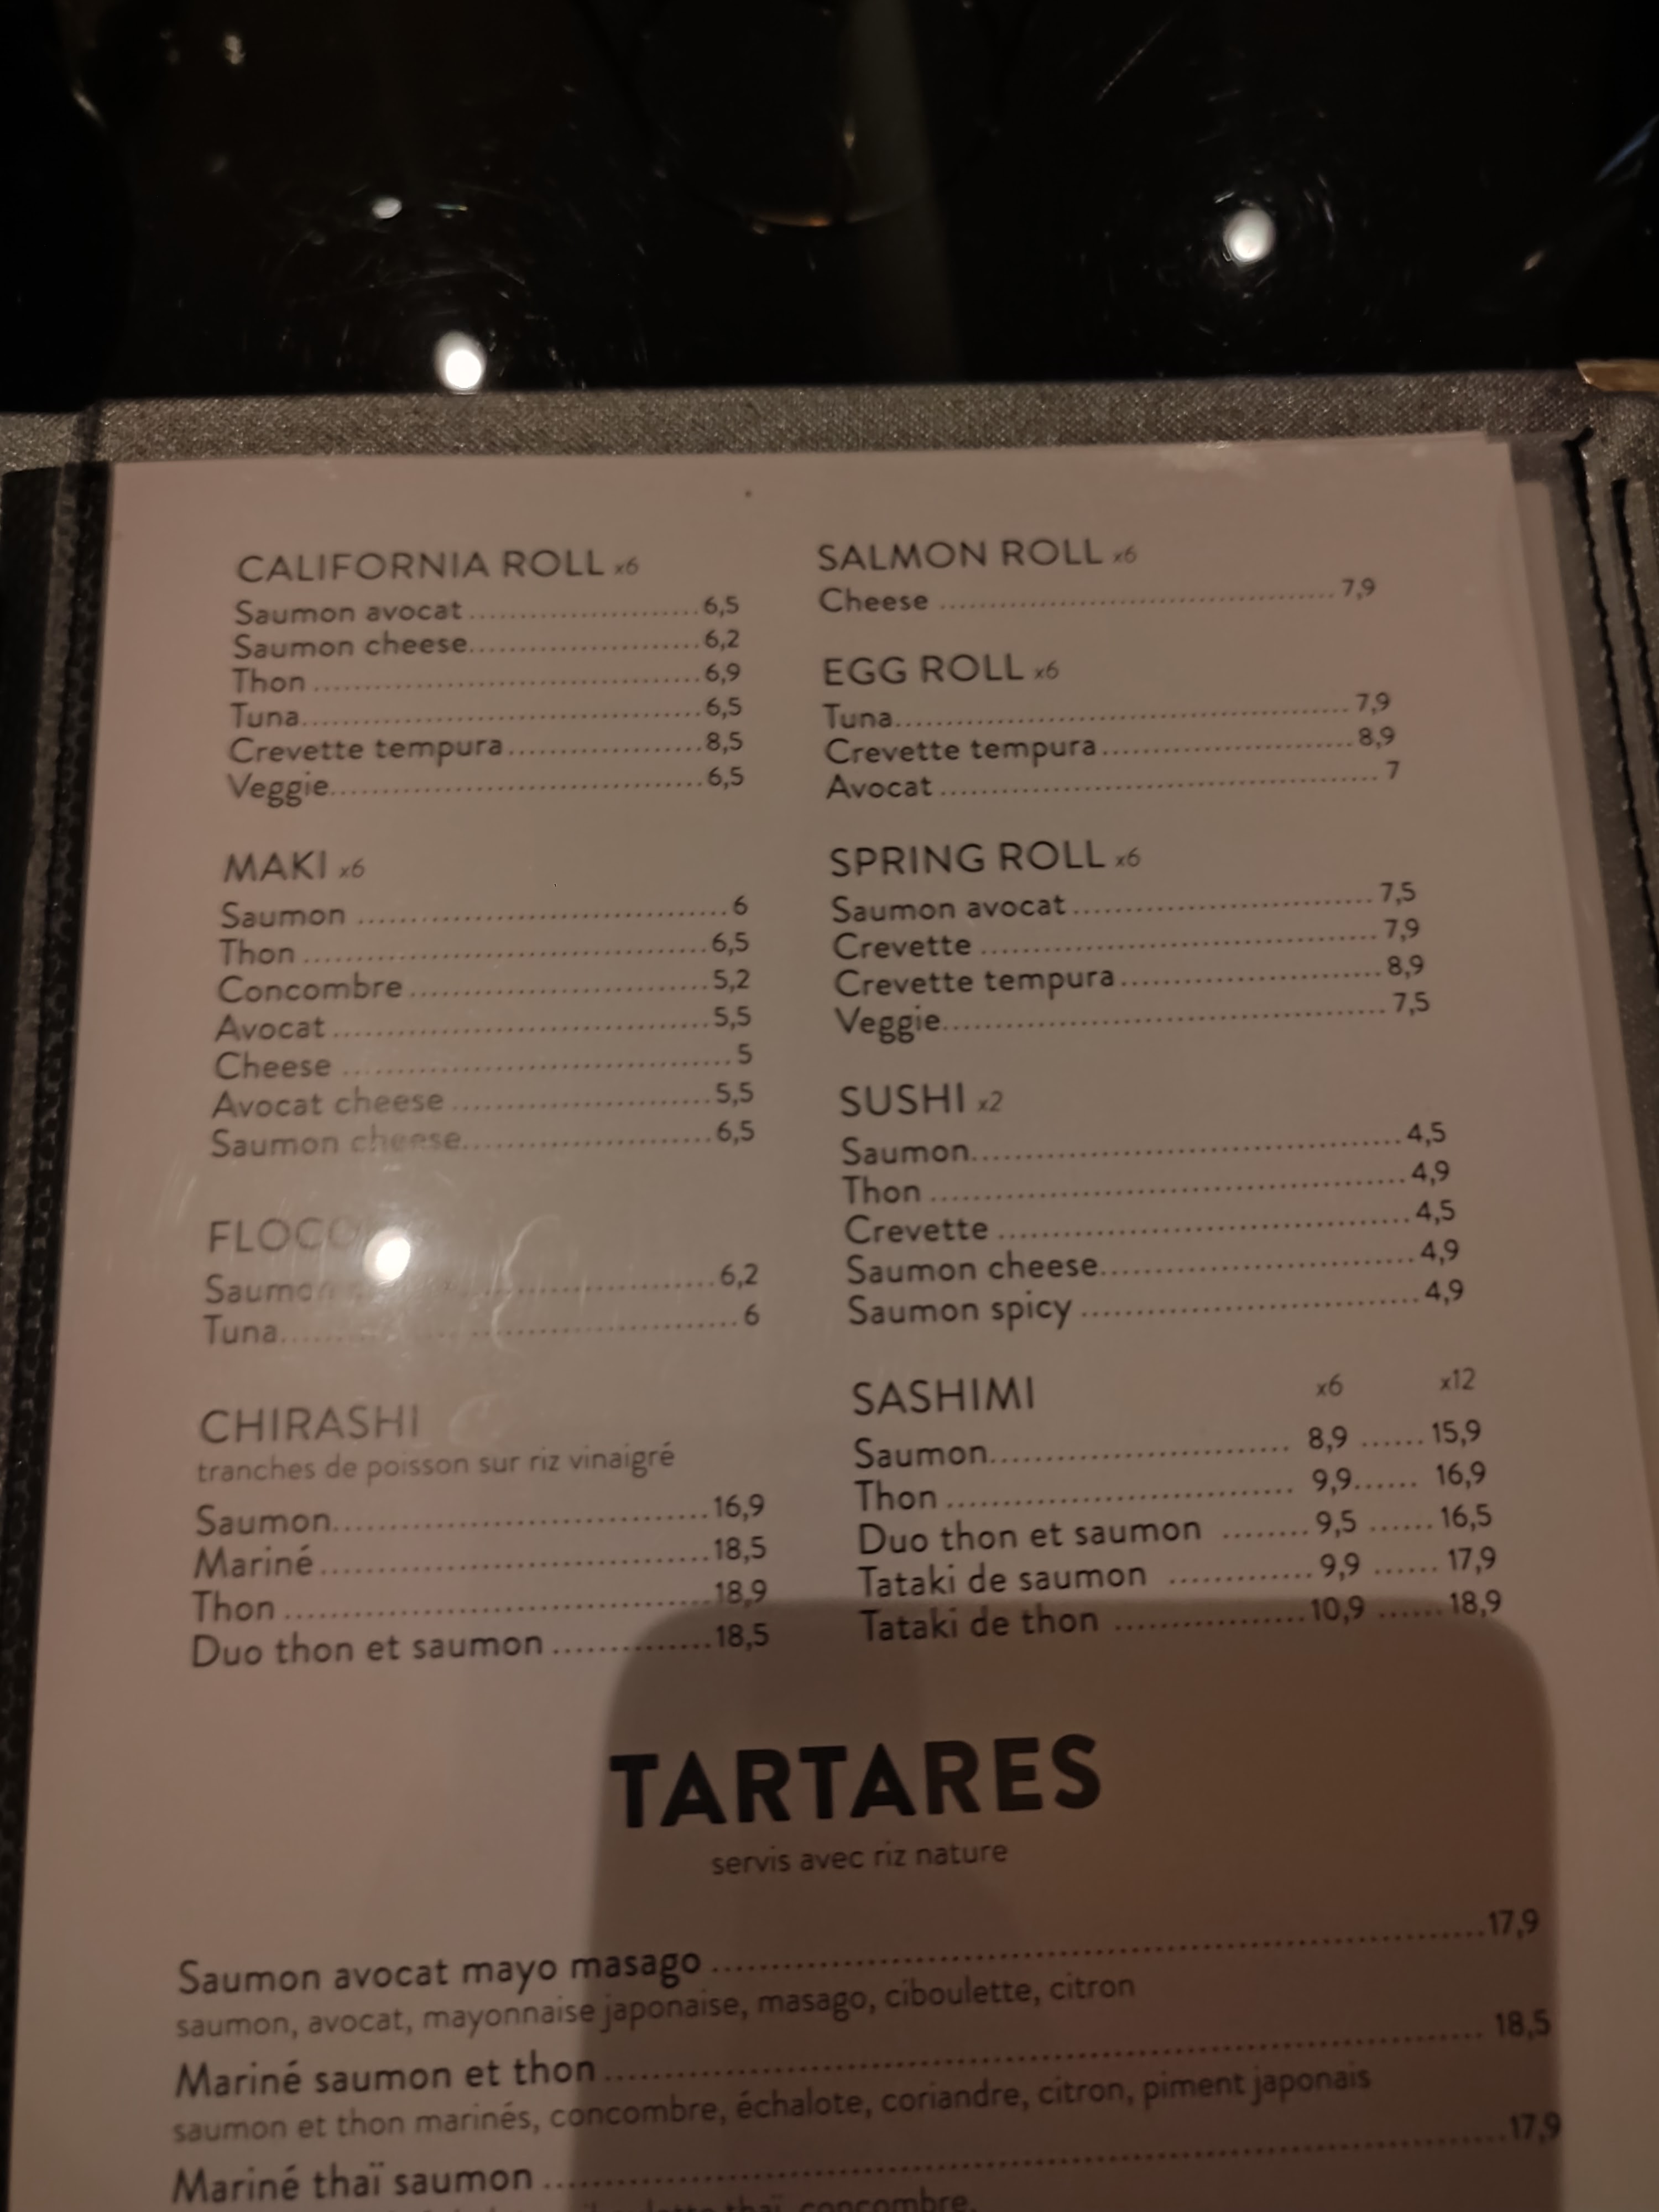 CALIFORNIA ROLL x6
Saumon avocat 6,5
Saumon cheese 6,2
Thon 6,9
Tuna 6,5
Crevette tempura 8,5
Veggie 6,5
MAKI x6
Saumon 6
Thon 6,5
Concombre 5,2
Avocat 5,5
Cheese 5
Avocat cheese 5,5
Saumon cheese 6,5
Saumon 6,2
Tuna 6
CHIRASHI
tranches de poisson sur riz vinaigré
Saumon 16,9
Mariné 18,5
Thon 18,9
Duo thon et saumon 18,5
SALMON ROLL x6
Cheese 7,9
EGG ROLL x6
Tuna 7,9
Crevette tempura 8,9
Avocat 7
SPRING ROLL x6
Saumon avocat 7,5
Crevette 7,9
Crevette tempura 8,9
Veggie 7,5
SUSHI x2
Saumon 4,5
Thon 4,9
Crevette 4,5
Saumon cheese 4,9
Saumon spicy 4,9
SASHIMI x6 x12
Saumon 8,9 15,9
Thon 9,9 16,9
Duo thon et saumon 9,5 16,5
Tataki de saumon 9,9 17,9
Tataki de thon 10,9 18,9
TARTARES
servis avec riz nature
Saumon avocat mayo masago 17,9
saumon, avocat, mayonnaise japonaise, masago, ciboulette, citron
Mariné saumon et thon 18,5
saumon et thon marinés, concombre, échalote, coriandre, citron, piment japonais
Mariné thaï saumon 17,9
thaï, concombre,